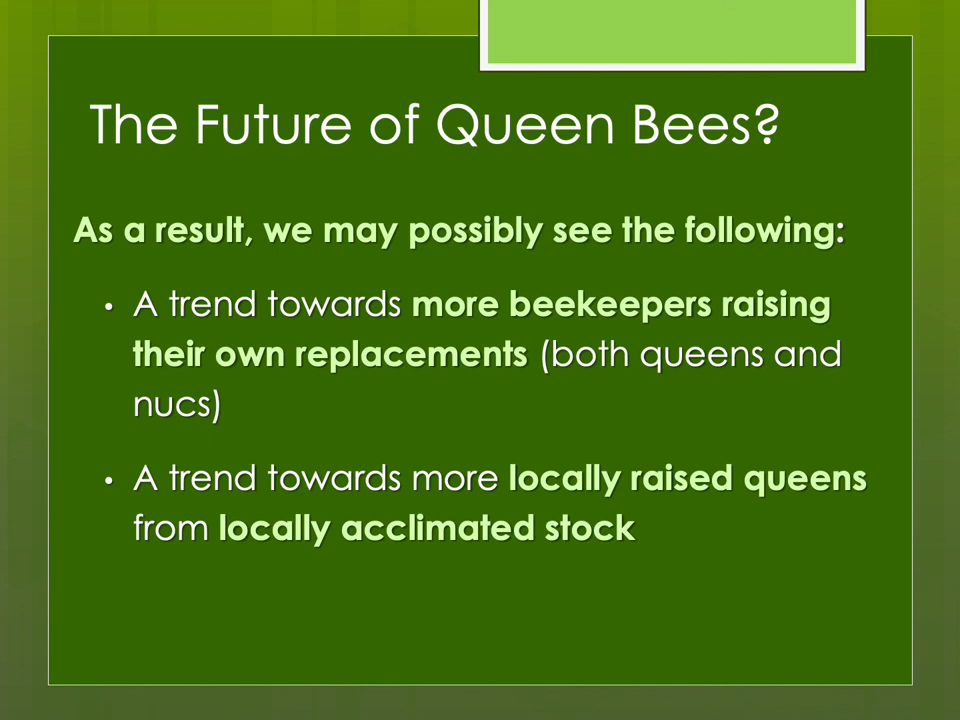 The Future of Queen Bees?
As a result, we may possibly see the following:
• A trend towards more beekeepers raising
their own replacements (both queens and
nucs)
• A trend towards more locally raised queens
from locally acclimated stock